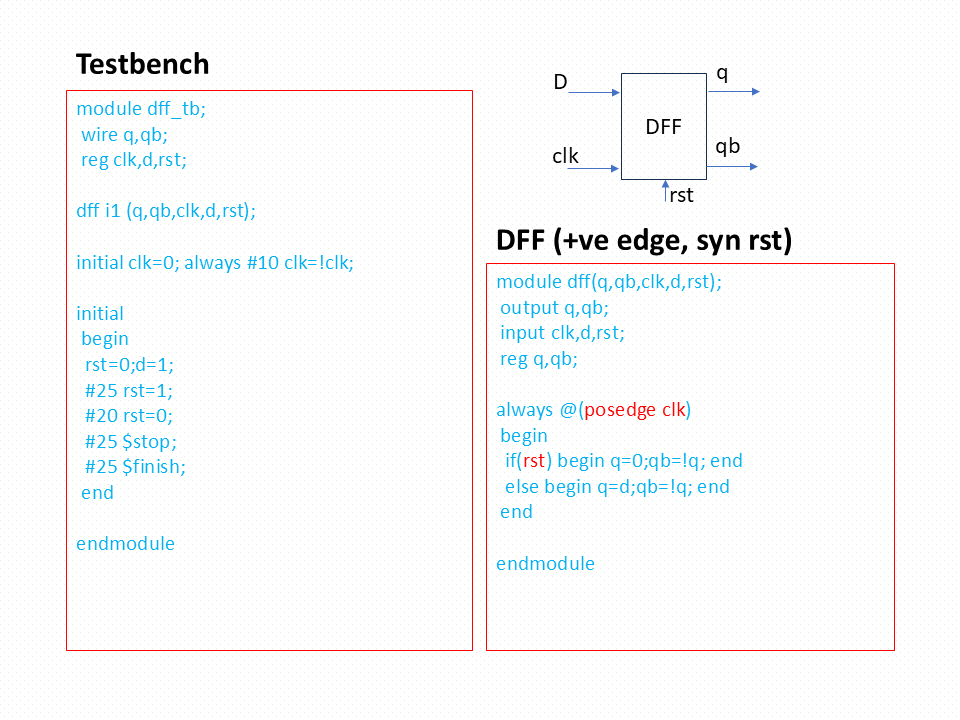 Testbench
module dff_tb;
wire q,qb;
reg clk,d,rst;
dff i1 (q,qb,clk,d,rst);
initial clk=0; always #10 clk=!clk;
initial
begin
rst=0;d=1;
#25 rst=1;
#20 rst=0;
#25 $stop;
#25 $finish;
end
endmodule
D
q
DFF
clk
qb
rst
DFF (+ve edge, syn rst)
module dff(q,qb,clk,d,rst);
output q,qb;
input clk,d,rst;
reg q,qb;
always @(posedge clk)
begin
if(rst) begin q=0;qb=!q; end
else begin q=d;qb=!q; end
end
endmodule